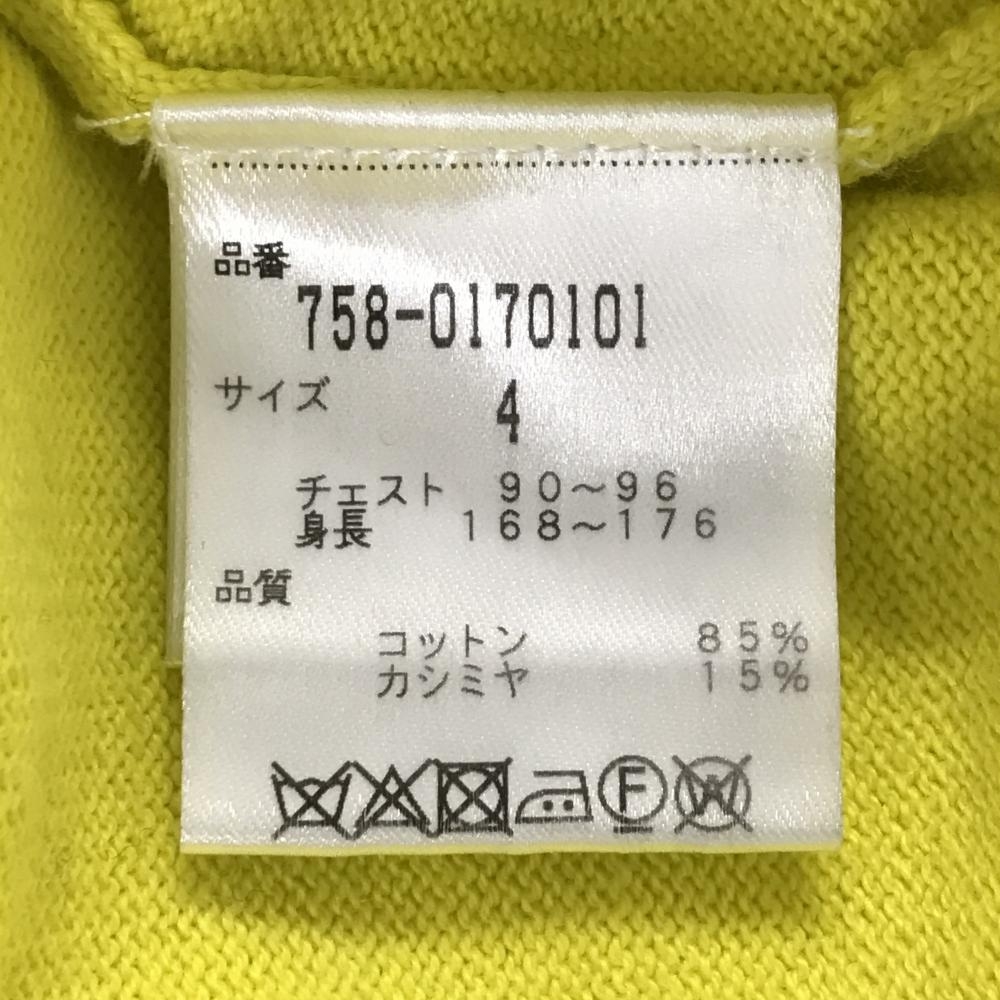 品番
758-0170101
サイズ 4
チェスト 90～96
身長 168～176
品質
コットン 85%
カシミヤ 15%
F W